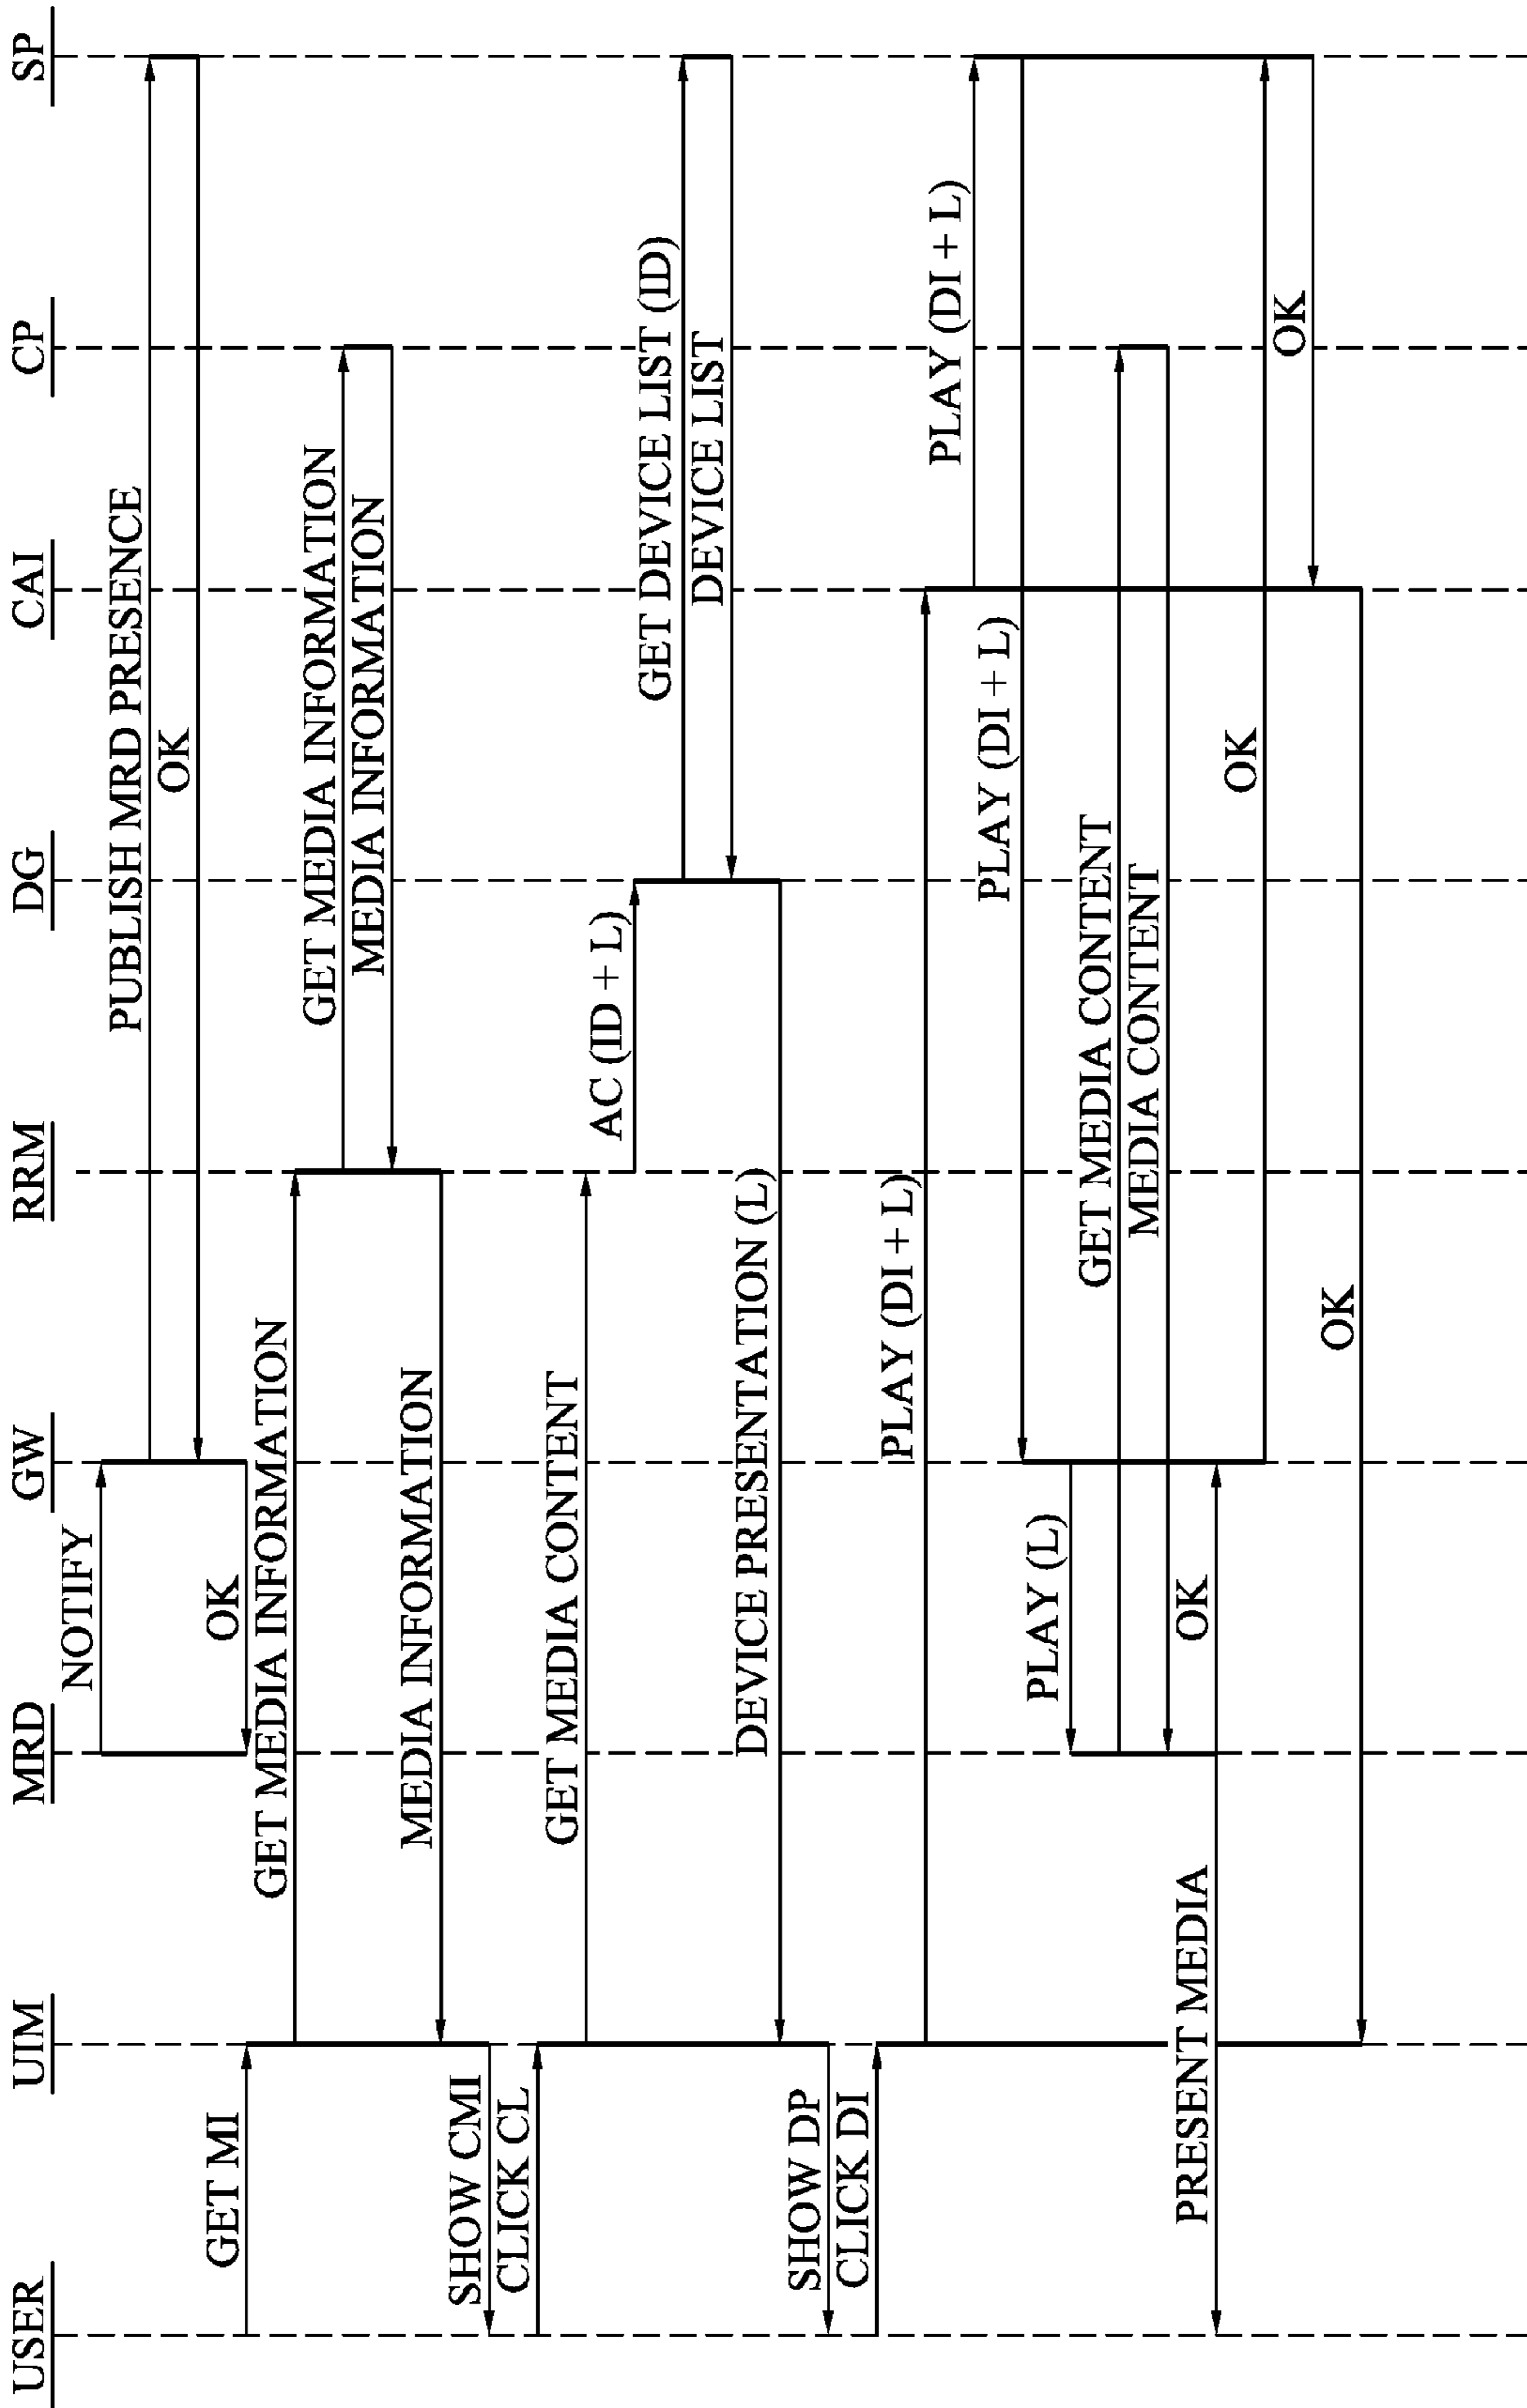 USER
UIM
MRD
GW
RRM
DG
CAI
CP
SP
NOTIFY
PUBLISH MRD PRESENCE
OK
GET MI
OK
GET MEDIA INFORMATION
GET MEDIA INFORMATION
MEDIA INFORMATION
MEDIA INFORMATION
SHOW CMI
CLICK CL
GET MEDIA CONTENT
AC (ID + L)
GET DEVICE LIST (ID)
DEVICE LIST
DEVICE PRESENTATION (L)
SHOW DP
CLICK DI
PLAY (DI + L)
PLAY (DI + L)
PLAY (DI + L)
PLAY (L)
GET MEDIA CONTENT
MEDIA CONTENT
PRESENT MEDIA
OK
OK
OK
OK